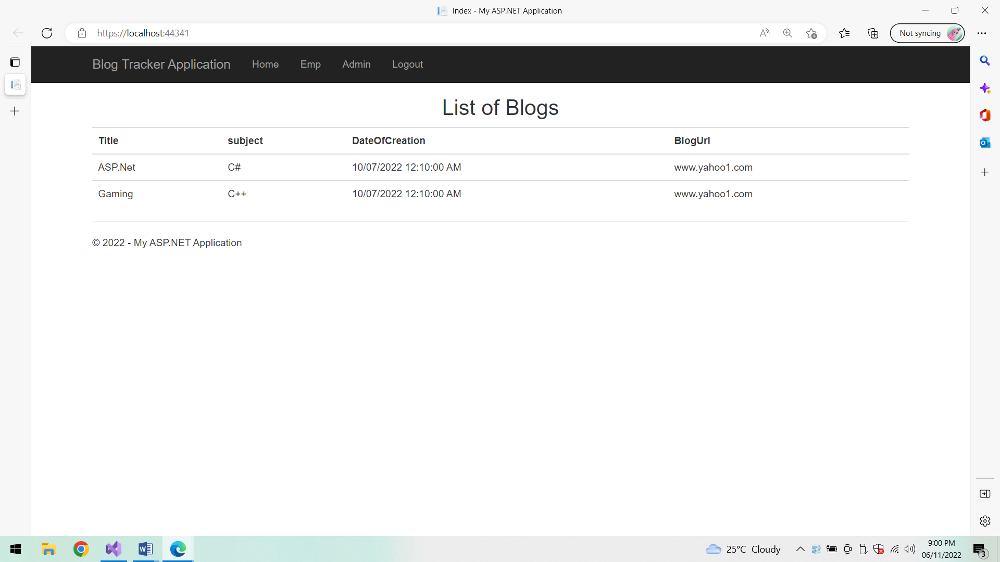 Index - My ASP.NET Application
https://localhost:44341
Not syncing
Blog Tracker Application Home Emp Admin Logout
List of Blogs
Title subject DateOfCreation BlogUrl
ASP.Net C# 10/07/2022 12:10:00 AM www.yahoo1.com
Gaming C++ 10/07/2022 12:10:00 AM www.yahoo1.com
© 2022 - My ASP.NET Application
25°C Cloudy
9:00 PM
06/11/2022
3